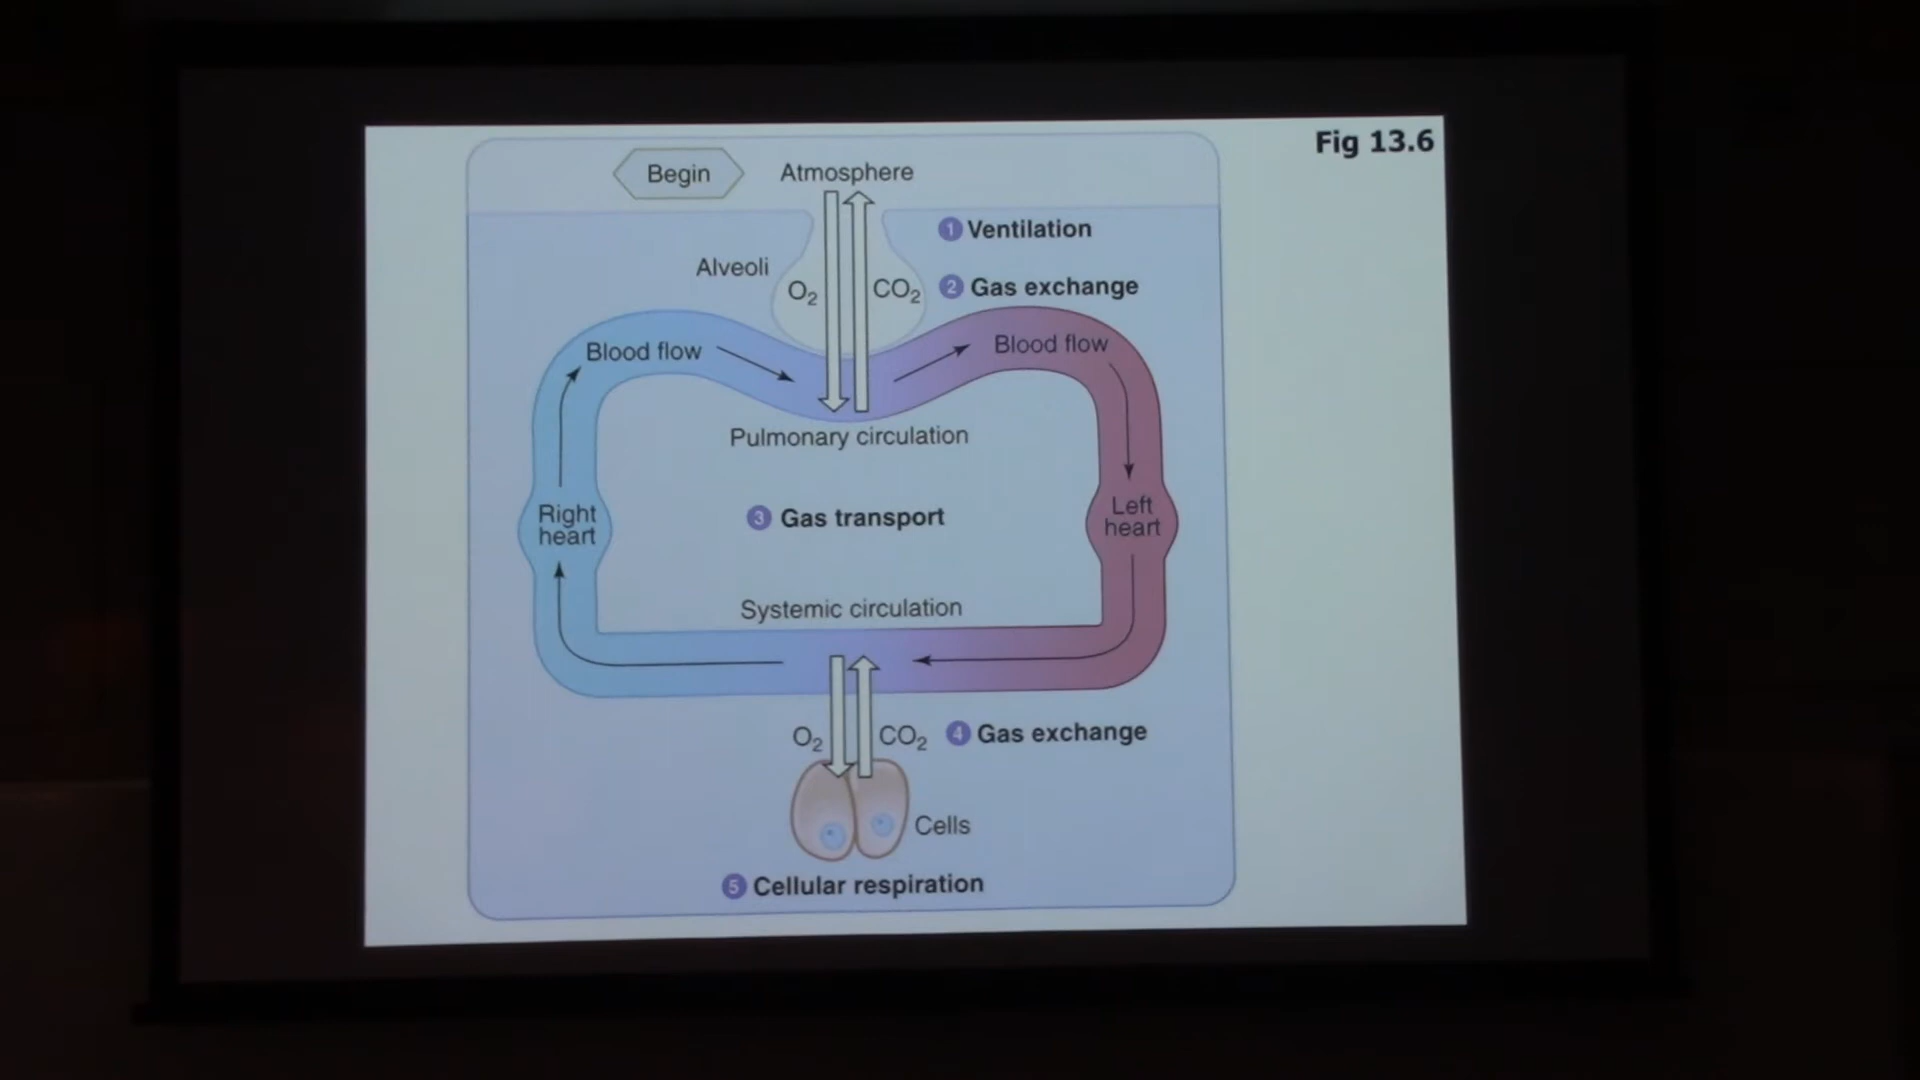 Fig 13.6
Begin
Atmosphere
1 Ventilation
Alveoli
O₂
CO₂
2 Gas exchange
Blood flow
Blood flow
Pulmonary circulation
Right
heart
3 Gas transport
Left
heart
Systemic circulation
O₂
CO₂
4 Gas exchange
Cells
5 Cellular respiration